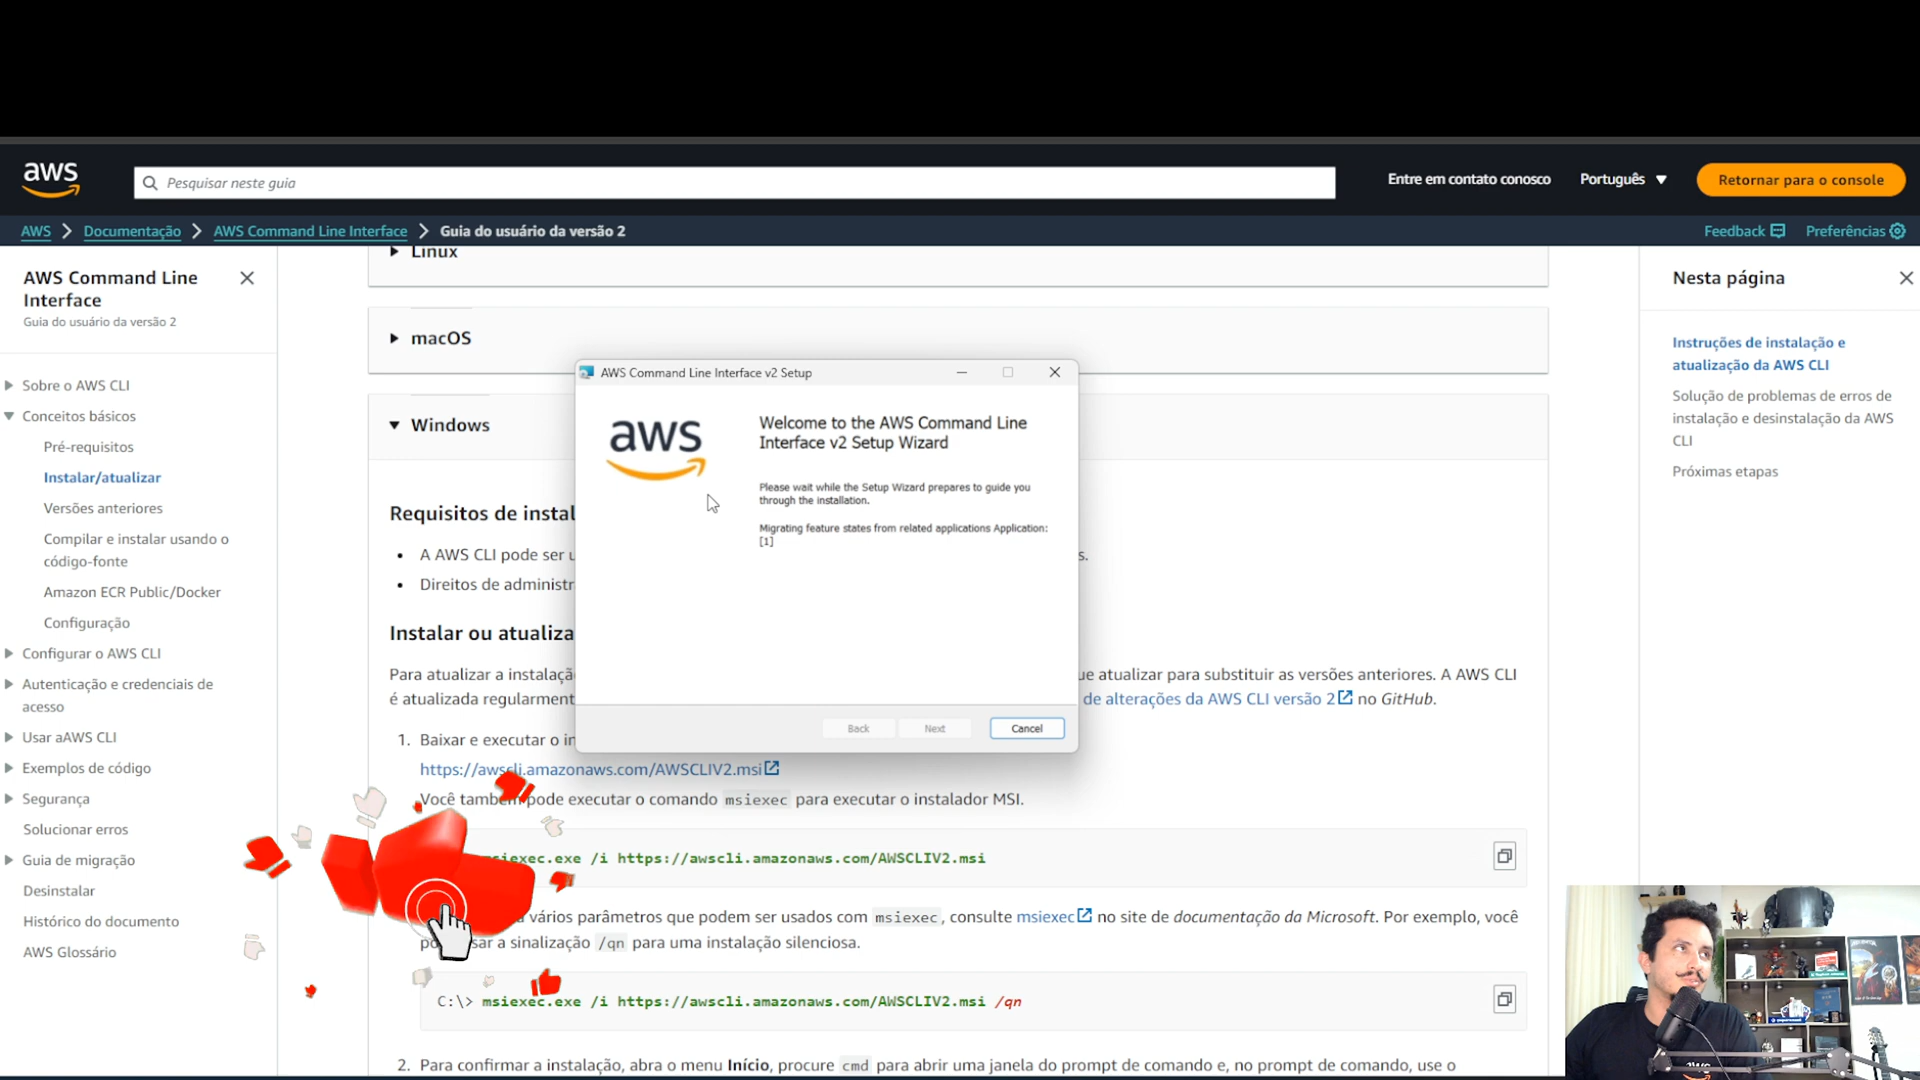 aws
Pesquisar neste guia
Entre em contato conosco
Português
Retornar para o console
AWS
Documentação
AWS Command Line Interface
Guia do usuário da versão 2
Feedback
Preferências
AWS Command Line
Interface
Guia do usuário da versão 2
Sobre o AWS CLI
Conceitos básicos
Pré-requisitos
Instalar/atualizar
Versões anteriores
Compilar e instalar usando o
código-fonte
Amazon ECR Public/Docker
Configuração
Configurar o AWS CLI
Autenticação e credenciais de
acesso
Usar aAWS CLI
Exemplos de código
Segurança
Solucionar erros
Guia de migração
Desinstalar
Histórico do documento
AWS Glossário
Linux
macOS
Windows
Requisitos de instal
A AWS CLI pode ser u s.
Direitos de administr
Instalar ou atualiza
Para atualizar a instalaçã ue atualizar para substituir as versões anteriores. A AWS CLI
é atualizada regularment de alterações da AWS CLI versão 2 no GitHub.
1. Baixar e executar o in
https://awscli.amazonaws.com/AWSCLIV2.msi
Você também pode executar o comando msiexec para executar o instalador MSI.
msiexec.exe /i https://awscli.amazonaws.com/AWSCLIV2.msi
vários parâmetros que podem ser usados com msiexec, consulte msiexec no site de documentação da Microsoft. Por exemplo, você
sar a sinalização /qn para uma instalação silenciosa.
C:\> msiexec.exe /i https://awscli.amazonaws.com/AWSCLIV2.msi /qn
2. Para confirmar a instalação, abra o menu Início, procure cmd para abrir uma janela do prompt de comando e, no prompt de comando, use o
AWS Command Line Interface v2 Setup
aws
Welcome to the AWS Command Line
Interface v2 Setup Wizard
Please wait while the Setup Wizard prepares to guide you
through the installation.
Migrating feature states from related applications Application:
[1]
Back
Next
Cancel
Nesta página
Instruções de instalação e
atualização da AWS CLI
Solução de problemas de erros de
instalação e desinstalação da AWS
CLI
Próximas etapas